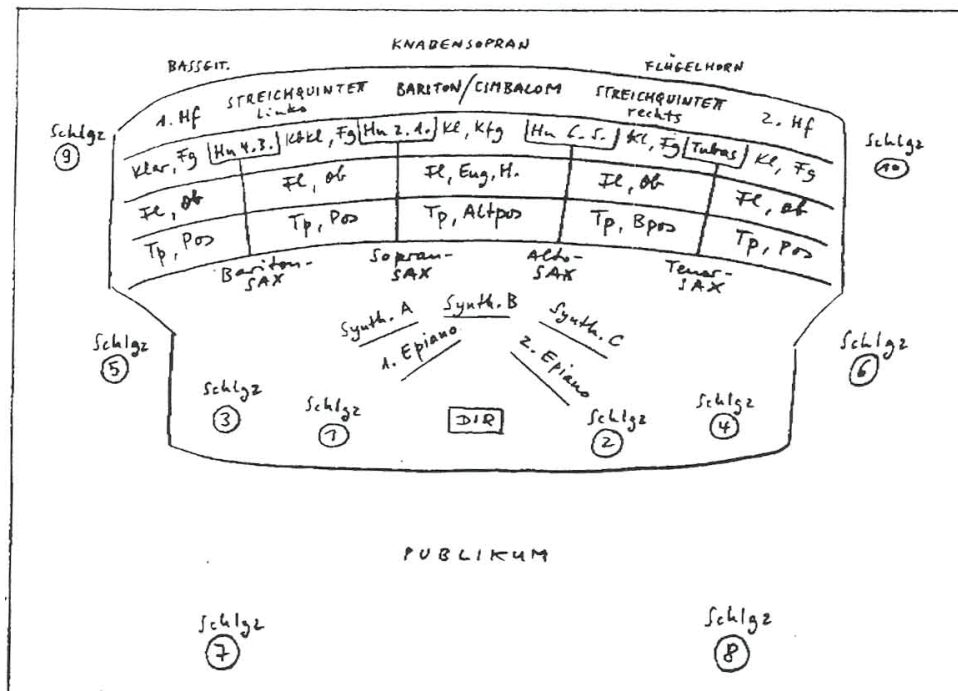 KNABENSOPRAN
BASSGIT.
FLÜGELHORN
1. Hf
STREICHQUINTETT
links
BARITON/CIMBALOM
STREICHQUINTETT
rechts
2. Hf
Schlgz
9
Schlgz
10
Klar, Fg
Hn 4.3.
KbKl, Fg
Hn 2.1.
Kl, Kfg
Hn 6.5.
Kl, Fg
Tubas
Kl, Fg
Fl, Ob
Fl, Ob
Fl, Eng. H.
Fl, Ob
Fl, Ob
Tp, Pos
Tp, Pos
Tp, Altpos
Tp, Bpos
Tp, Pos
Bariton-
SAX
Sopran-
SAX
Alto-
SAX
Tenor-
SAX
Synth. A
Synth. B
Synth. C
1. Epiano
2. Epiano
Schlgz
5
Schlgz
6
Schlgz
3
Schlgz
1
DIR
Schlgz
2
Schlgz
4
PUBLIKUM
Schlgz
7
Schlgz
8